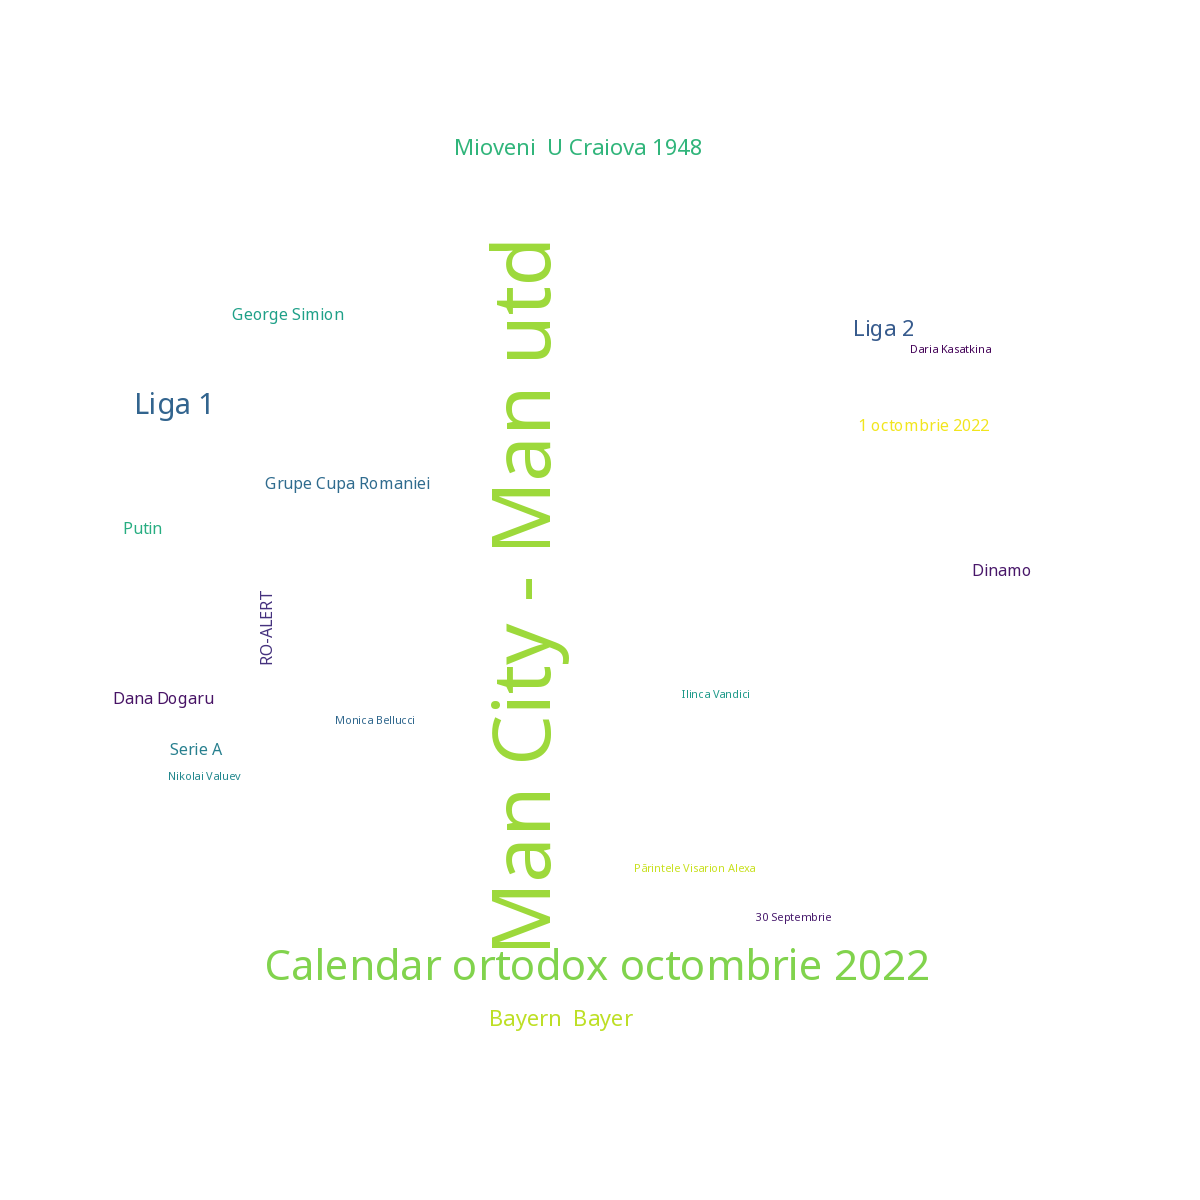 Mioveni  U Craiova 1948
George Simion
Liga 2
Daria Kasatkina
Liga 1
1 octombrie 2022
Grupe Cupa Romaniei
Putin
Dinamo
Man City - Man utd
RO-ALERT
Dana Dogaru
Ilinca Vandici
Monica Bellucci
Serie A
Nikolai Valuev
Părintele Visarion Alexa
30 Septembrie
Calendar ortodox octombrie 2022
Bayern  Bayer